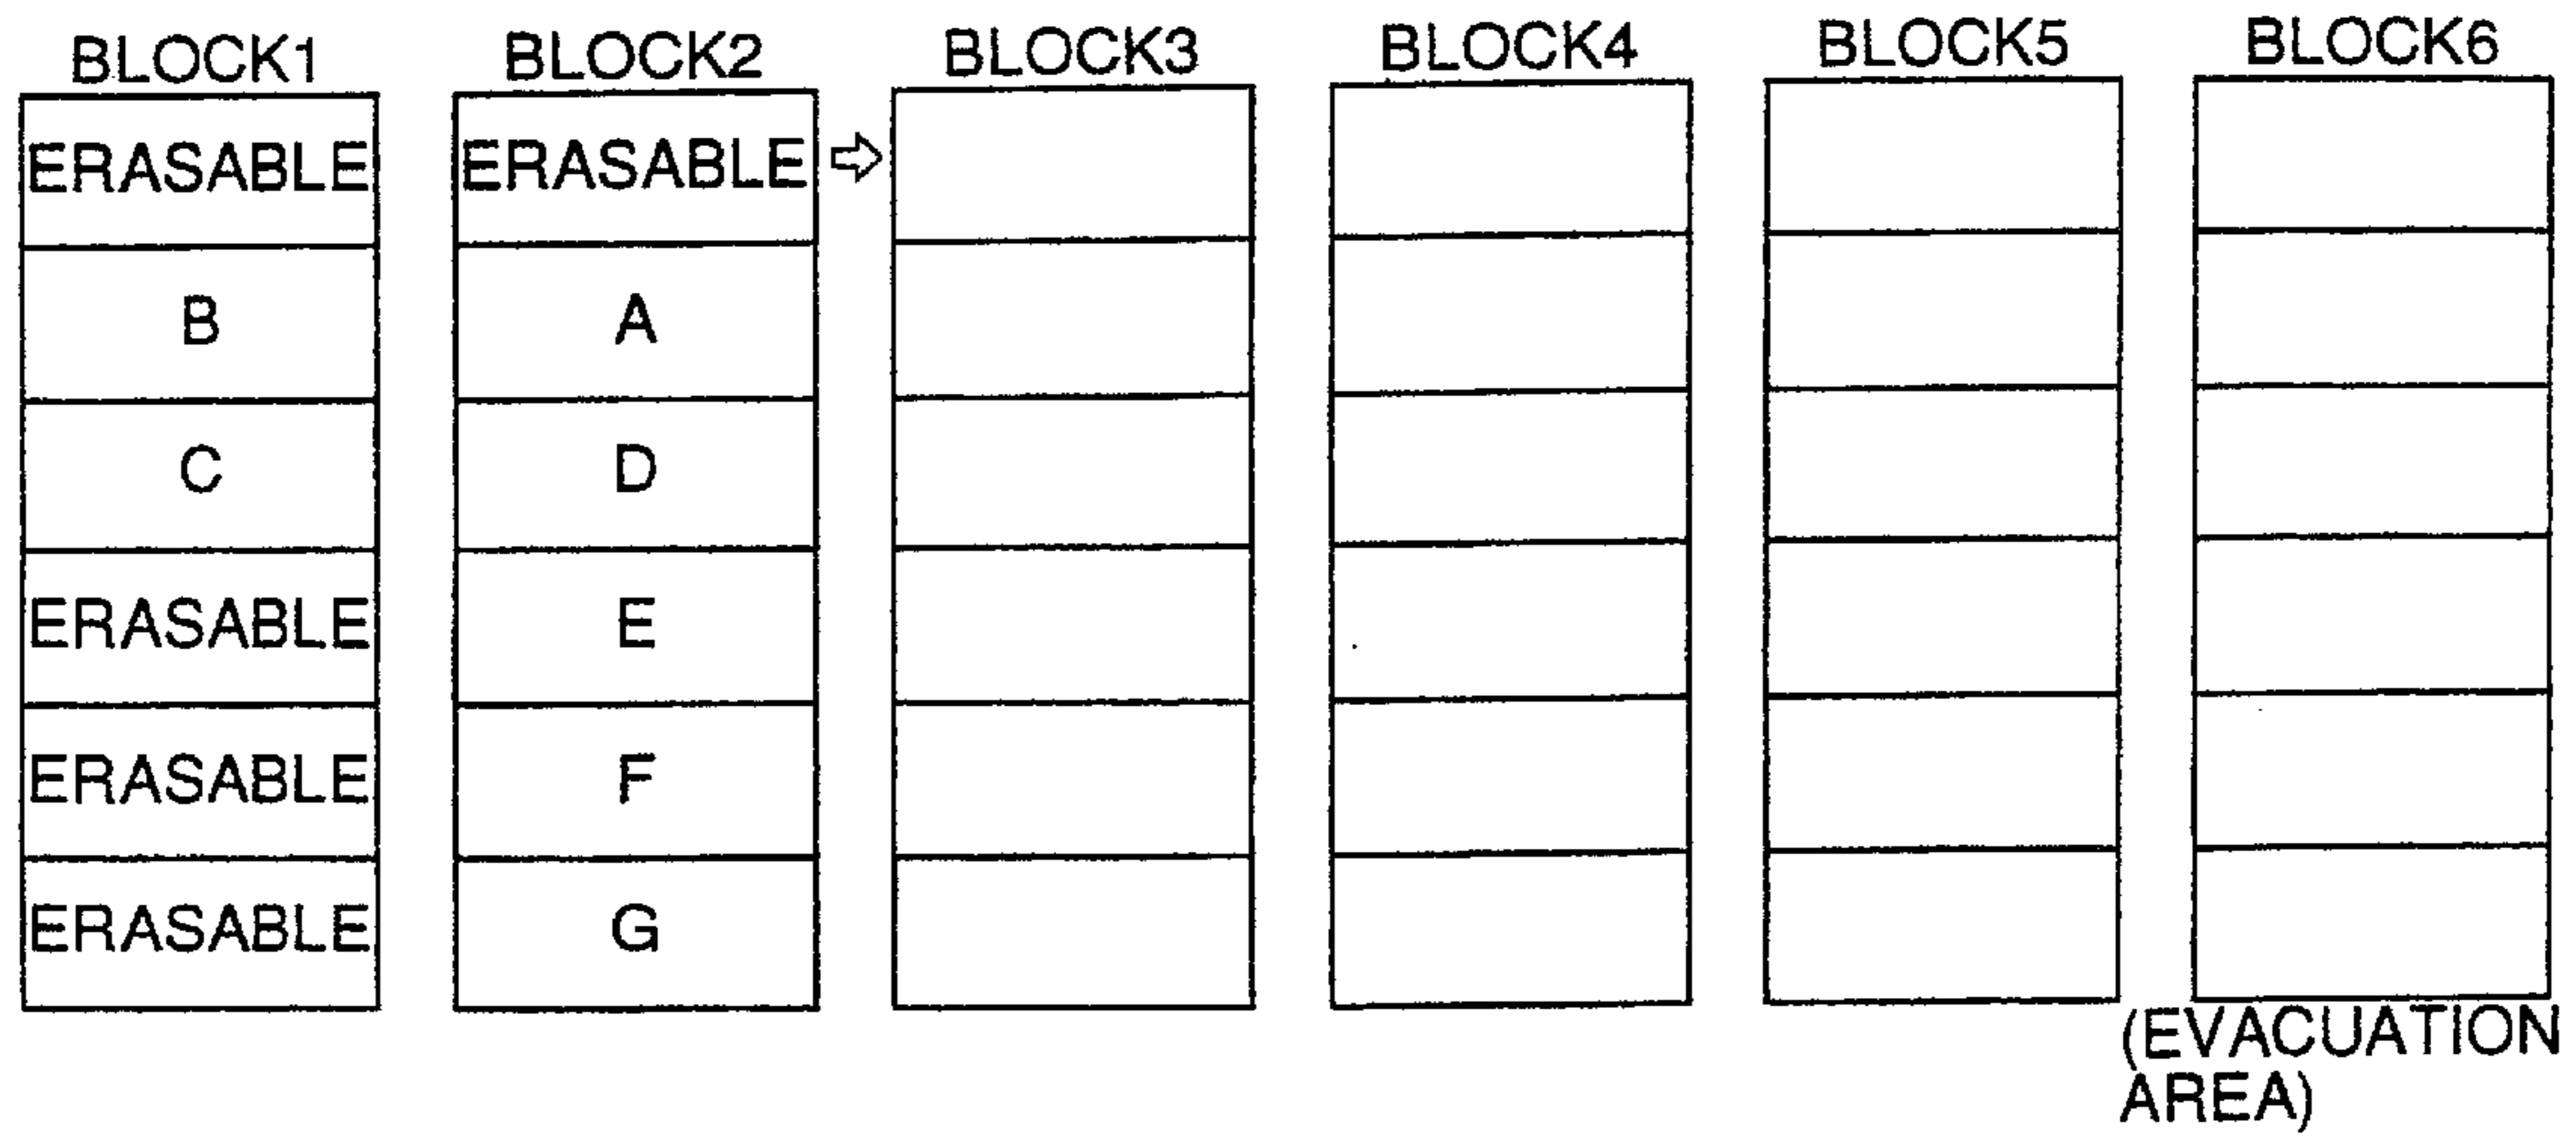 BLOCK1 BLOCK2 BLOCK3 BLOCK4 BLOCK5 BLOCK6
ERASABLE ERASABLE
B A
C D
ERASABLE E
ERASABLE F
ERASABLE G
(EVACUATION
AREA)